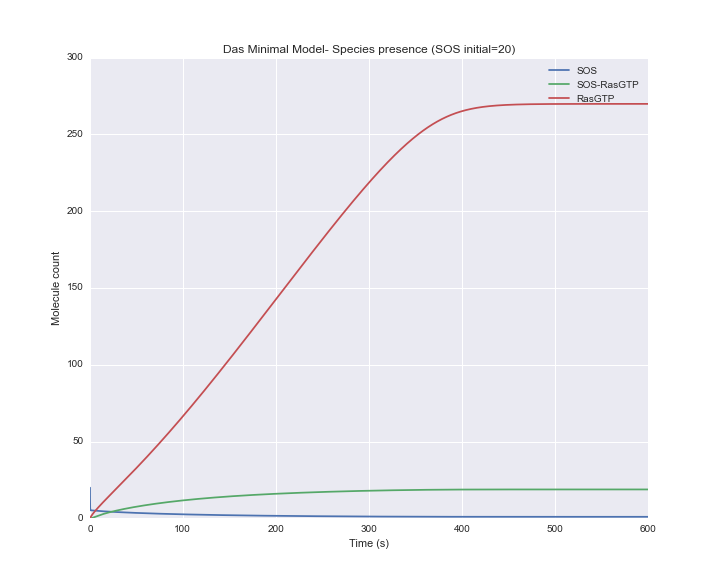 Das Minimal Model- Species presence (SOS initial=20)
300
250
200
150
100
50
0
Molecule count
SOS
SOS-RasGTP
RasGTP
0 100 200 300 400 500 600
Time (s)